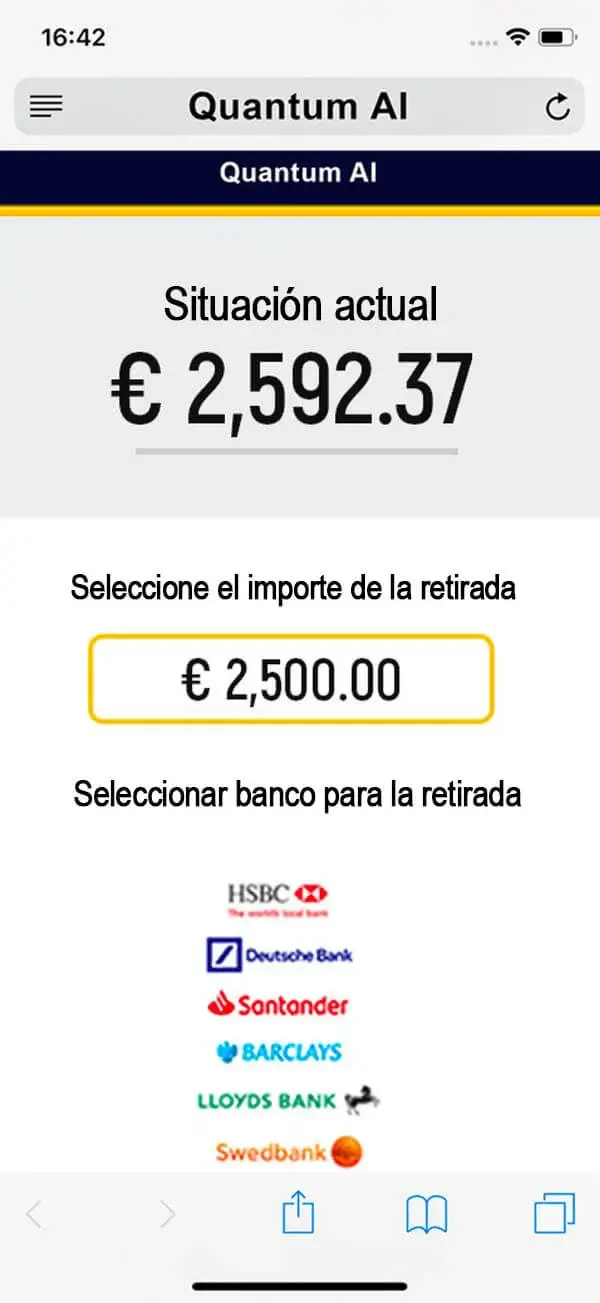 16:42
Quantum AI
Quantum AI
Situación actual
€ 2,592.37
Seleccione el importe de la retirada
€ 2,500.00
Seleccionar banco para la retirada
HSBC
The world's local bank
Deutsche Bank
Santander
BARCLAYS
LLOYDS BANK
Swedbank